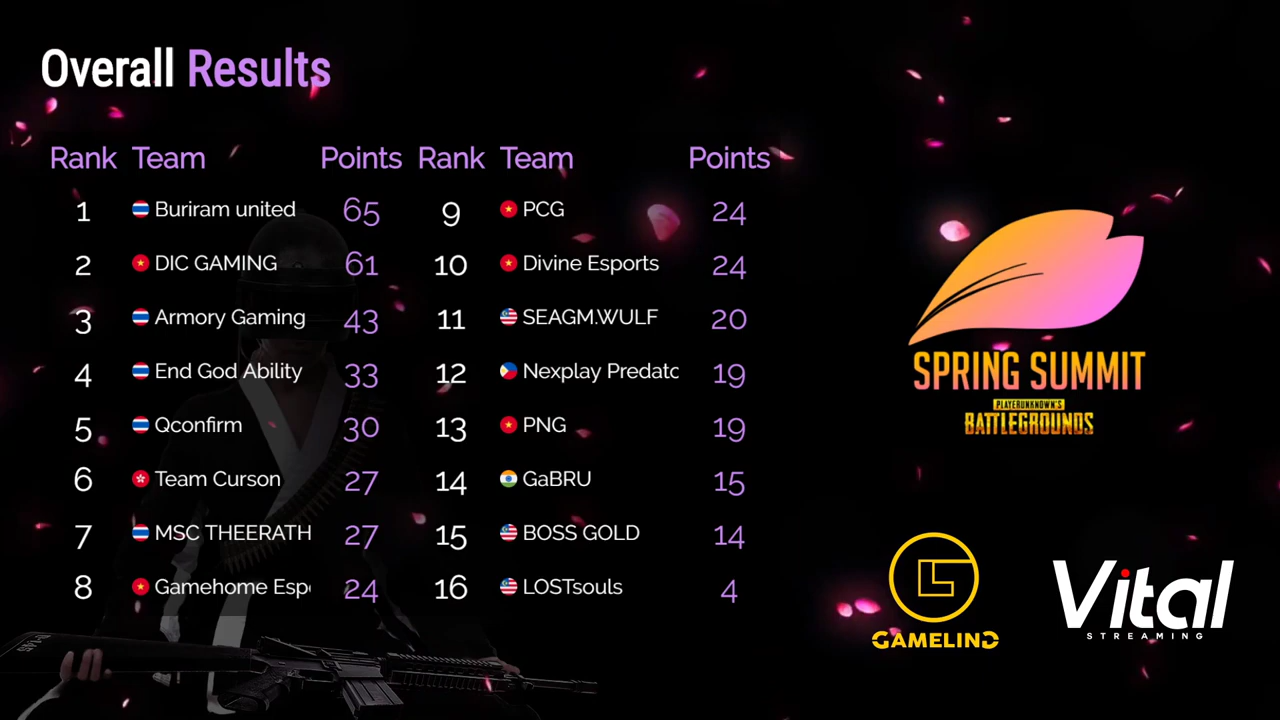 Overall Results
Rank Team Points Rank Team Points
1 Buriram united 65 9 PCG 24
2 DIC GAMING 61 10 Divine Esports 24
3 Armory Gaming 43 11 SEAGM.WULF 20
4 End God Ability 33 12 Nexplay Predatc 19
5 Qconfirm 30 13 PNG 19
6 Team Curson 27 14 GaBRU 15
7 MSC THEERATH 27 15 BOSS GOLD 14
8 Gamehome Esp 24 16 LOSTsouls 4
SPRING SUMMIT
PLAYERUNKNOWN'S
BATTLEGROUNDS
GAMELING
Vital
STREAMING